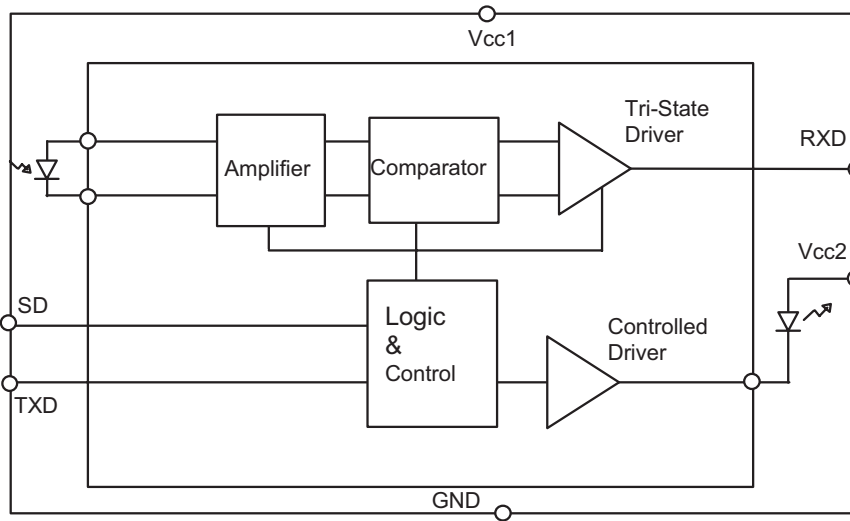 Vcc1
Tri-State
Driver
RXD
Amplifier
Comparator
Vcc2
SD
Logic
&
Control
Controlled
Driver
TXD
GND